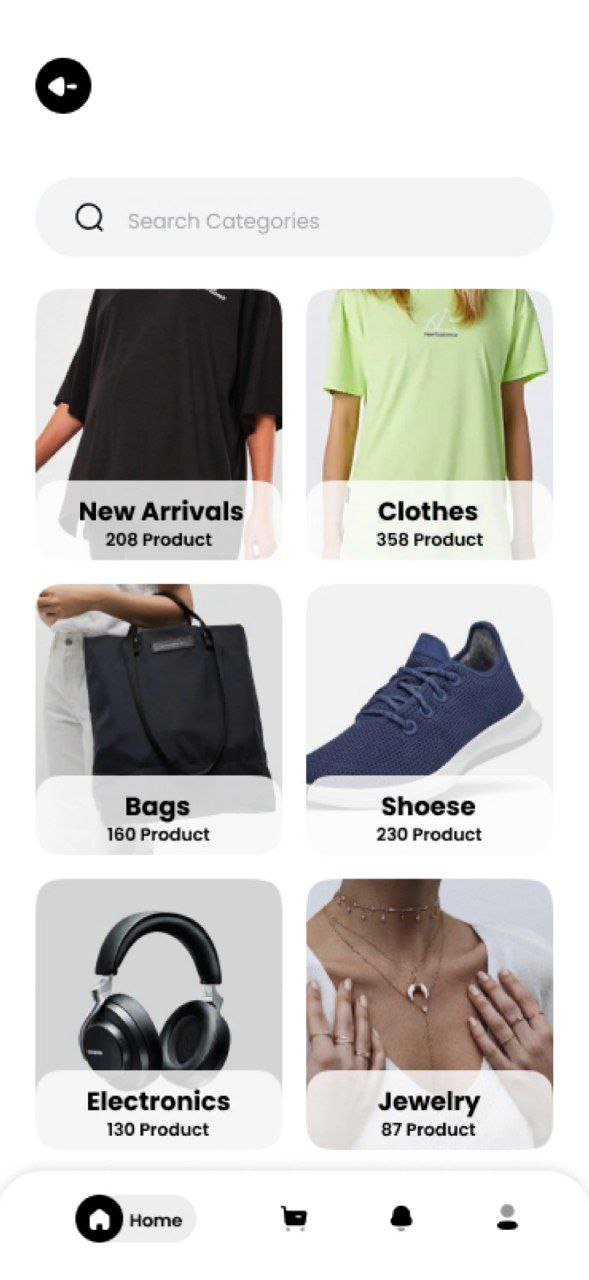 Search Categories
New Arrivals
208 Product
Clothes
358 Product
Bags
160 Product
Shoese
230 Product
Electronics
130 Product
Jewelry
87 Product
Home